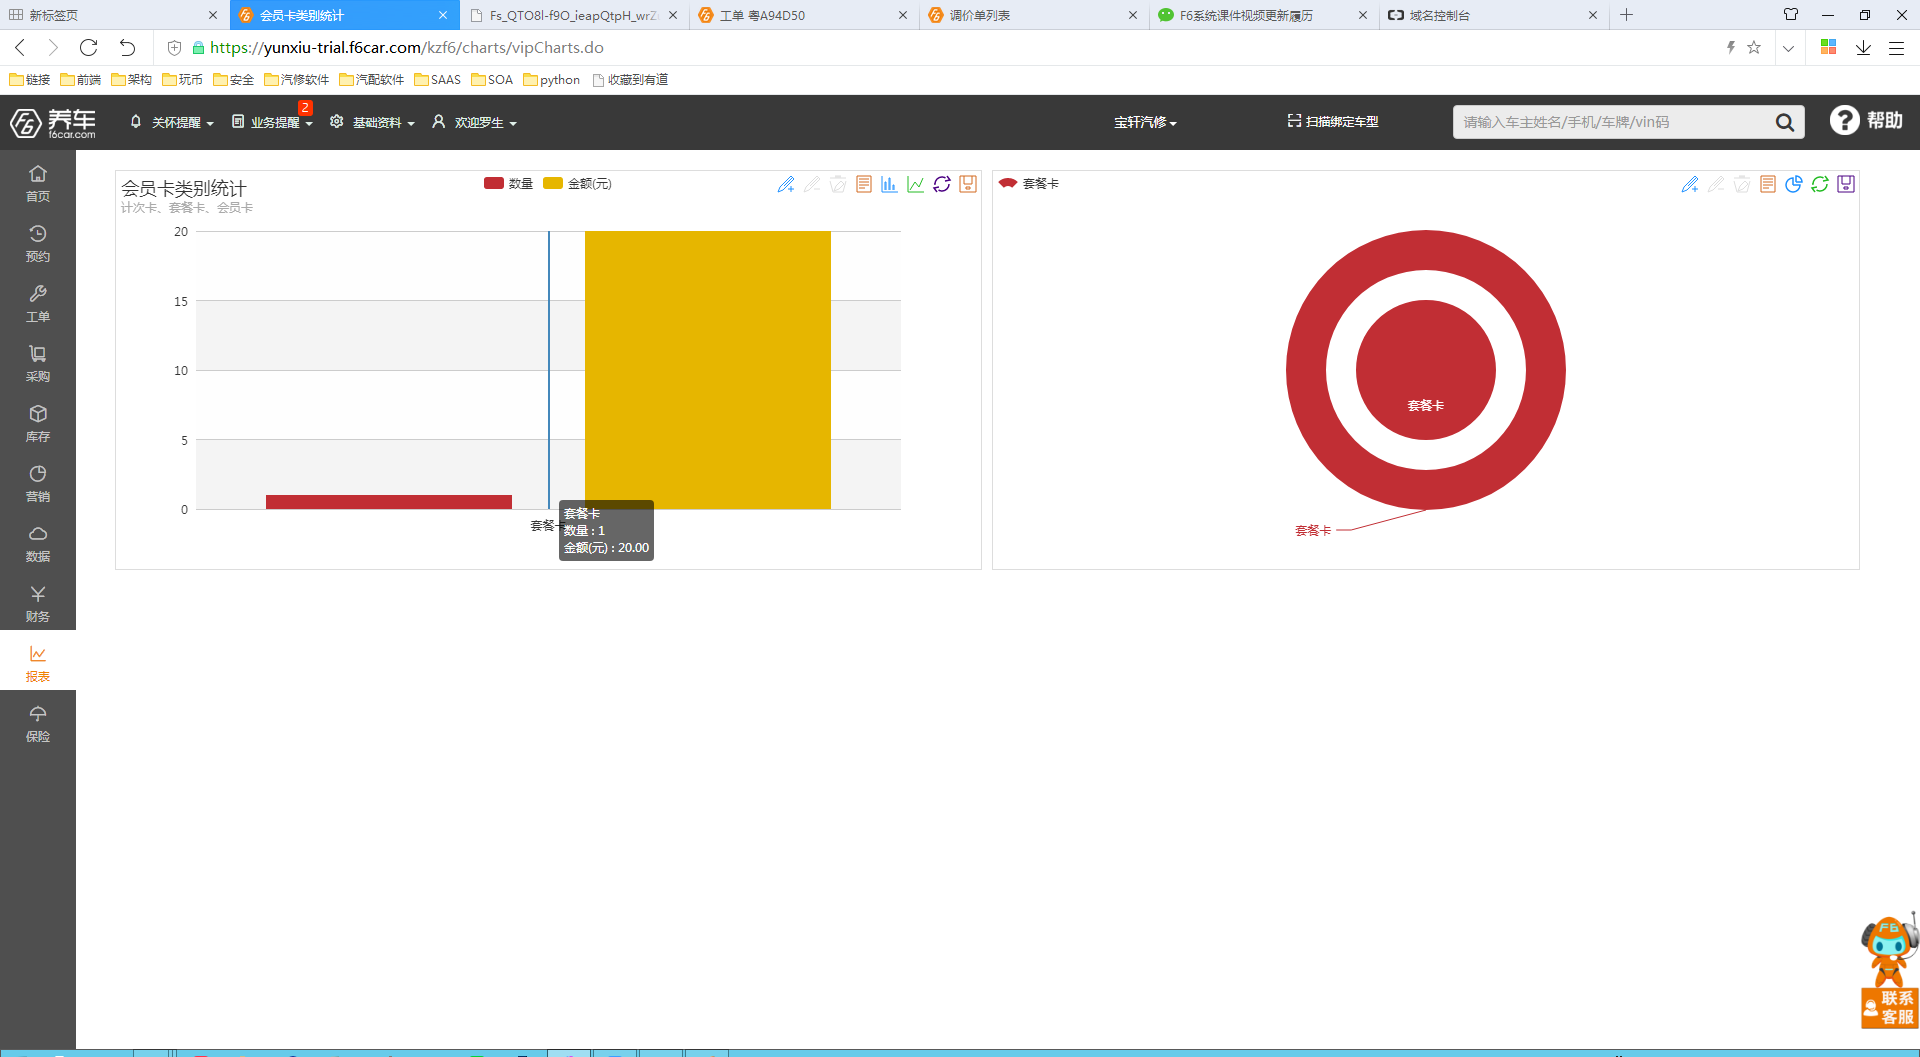 新标签页
会员卡类别统计
Fs_QTO8l-f9O_ieapQtpH_wrZ
工单 粤A94D50
调价单列表
F6系统课件视频更新履历
域名控制台
https://yunxiu-trial.f6car.com/kzf6/charts/vipCharts.do
链接 前端 架构 玩币 安全 汽修软件 汽配软件 SAAS SOA python 收藏到有道
养车
f6car.com
关怀提醒 业务提醒 2 基础资料 欢迎罗生 宝轩汽修 扫描绑定车型 请输入车主姓名/手机/车牌/vin码 帮助
首页
预约
工单
采购
库存
营销
数据
财务
报表
保险
会员卡类别统计
计次卡、套餐卡、会员卡
数量 金额(元)
20
15
10
5
0
套餐卡
套餐卡
数量 : 1
金额(元) : 20.00
套餐卡
套餐卡
套餐卡
F6
联系
客服